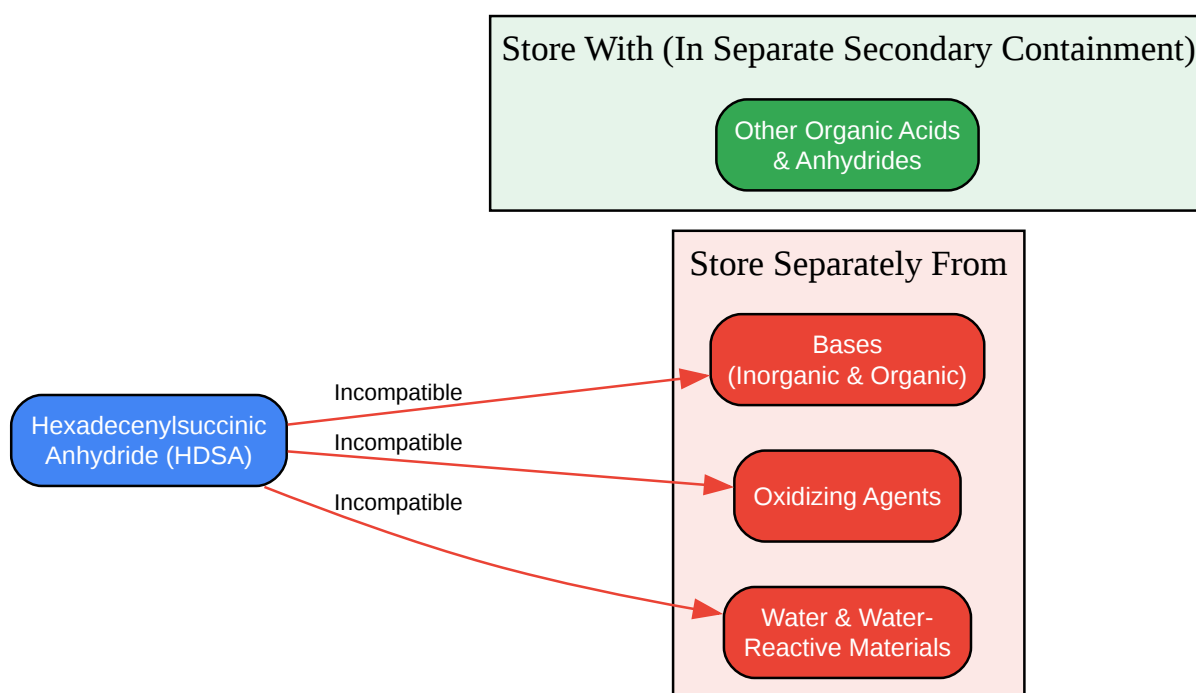 Store With (In Separate Secondary Containment)
Other Organic Acids
& Anhydrides
Store Separately From
Bases
(Inorganic & Organic)
Incompatible
Hexadecenylsuccinic
Anhydride (HDSA)
Incompatible
Oxidizing Agents
Incompatible
Water & Water-
Reactive Materials